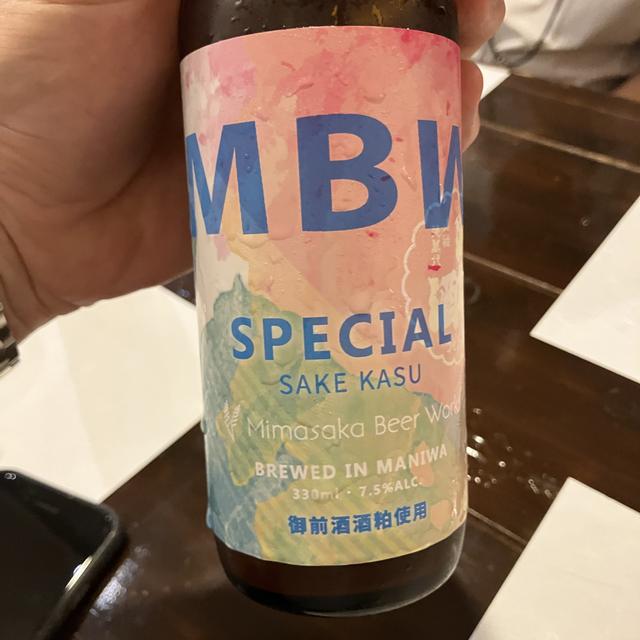 MBW
SPECIAL
SAKE KASU
Mimasaka Beer Works
BREWED IN MANIWA
330ml・7.5%ALC.
御前酒酒粕使用